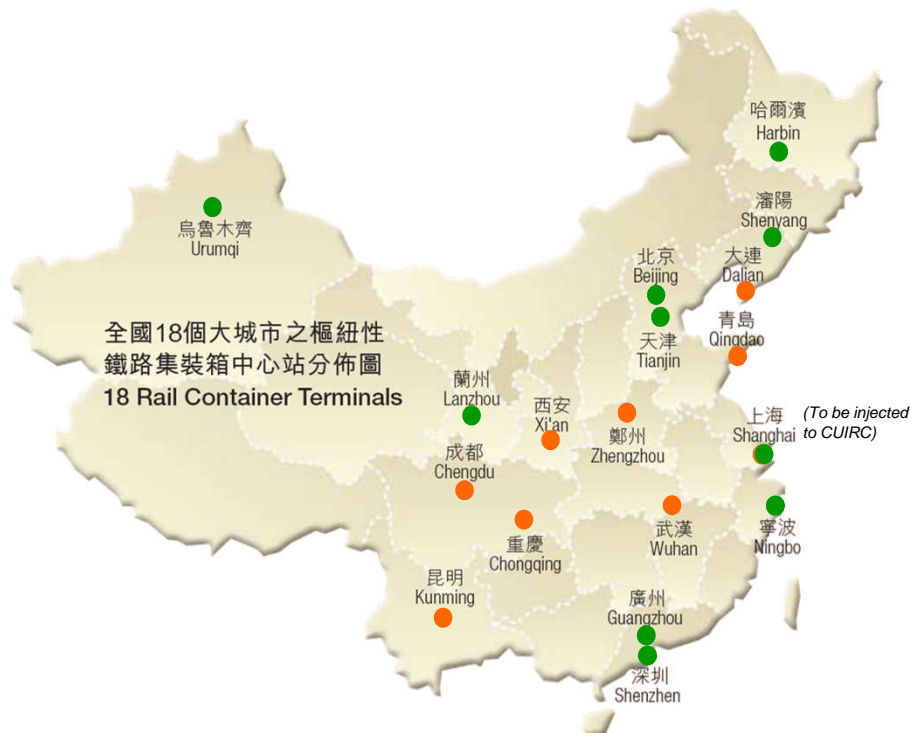 哈爾濱
Harbin
瀋陽
Shenyang
烏魯木齊
Urumqi
北京
Beijing
大連
Dalian
青島
Qingdao
天津
Tianjin
全國18個大城市之樞紐性
鐵路集裝箱中心站分佈圖
18 Rail Container Terminals
蘭州
Lanzhou
西安
Xi'an
鄭州
Zhengzhou
上海
Shanghai
(To be injected
to CUIRC)
成都
Chengdu
重慶
Chongqing
武漢
Wuhan
寧波
Ningbo
昆明
Kunming
廣州
Guangzhou
深圳
Shenzhen